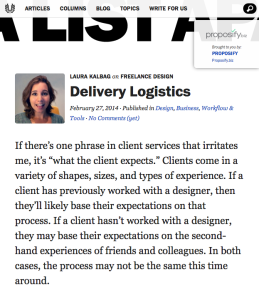 ARTICLES COLUMNS BLOG TOPICS WRITE FOR US
A LIST APA
proposify
BROUGHT TO YOU BY:
PROPOSIFY
Proposify.biz
LAURA KALBAG on FREELANCE DESIGN
Delivery Logistics
February 27, 2014 · Published in Design, Business, Workflow &
Tools · No Comments (yet)
If there’s one phrase in client services that irritates
me, it’s “what the client expects.” Clients come in a
variety of shapes, sizes, and types of experience. If a
client has previously worked with a designer, then
they’ll likely base their expectations on that
process. If a client hasn’t worked with a designer,
they may base their expectations on the second-
hand experiences of friends and colleagues. In both
cases, the process may not be the same this time
around.